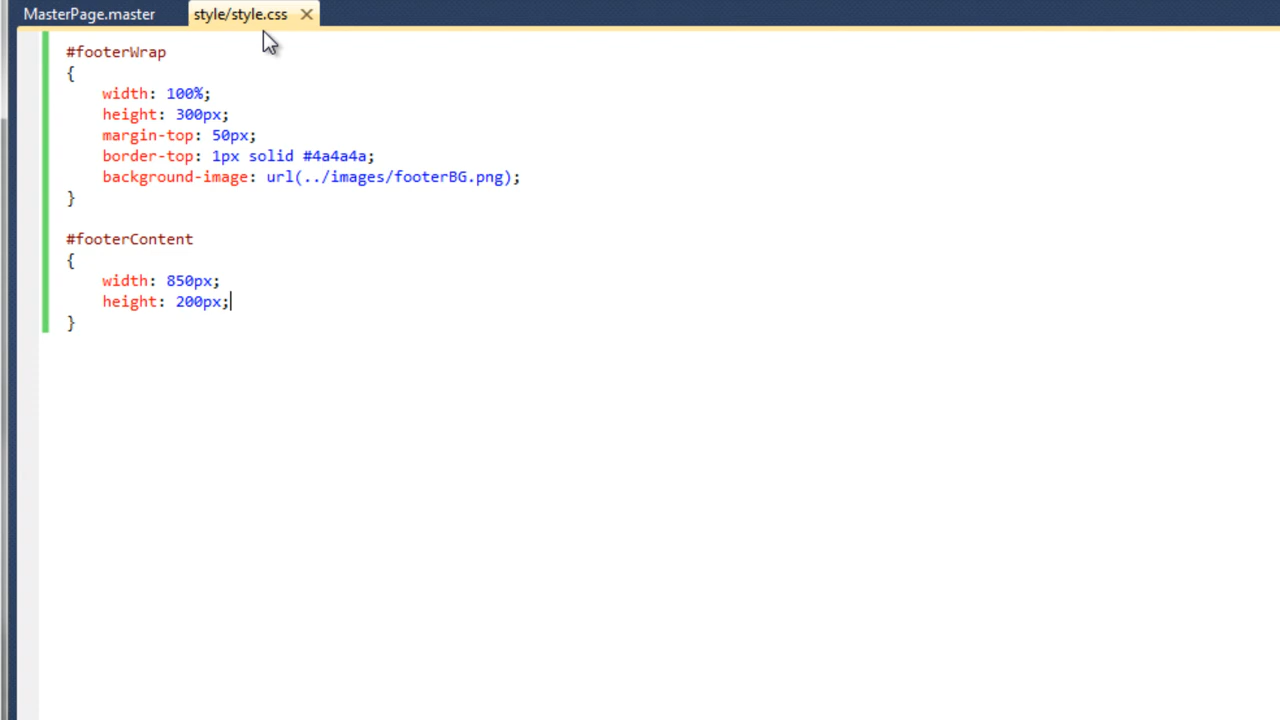 MasterPage.master style/style.css
#footerWrap
{
width: 100%;
height: 300px;
margin-top: 50px;
border-top: 1px solid #4a4a4a;
background-image: url(../images/footerBG.png);
}
#footerContent
{
width: 850px;
height: 200px;
}